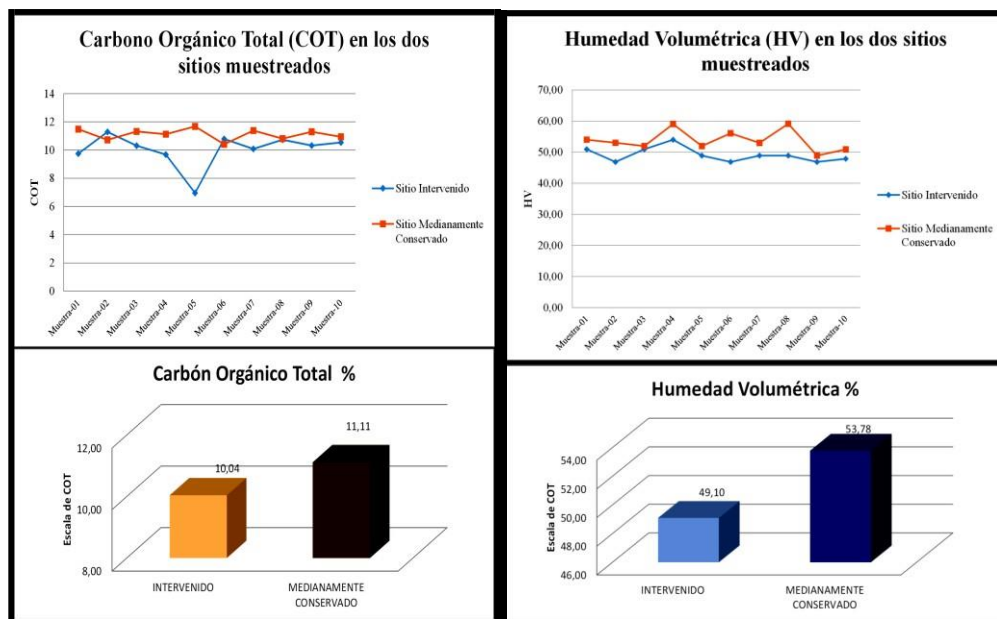 Carbono Orgánico Total (COT) en los dos
sitios muestreados
14
12
10
8
6
4
2
0
COT
Muestra-01
Muestra-02
Muestra-03
Muestra-04
Muestra-05
Muestra-06
Muestra-07
Muestra-08
Muestra-09
Muestra-10
Sitio Intervenido
Sitio Medianamente
Conservado
Humedad Volumétrica (HV) en los dos sitios
muestreados
70,00
60,00
50,00
40,00
30,00
20,00
10,00
0,00
HV
Muestra-01
Muestra-02
Muestra-03
Muestra-04
Muestra-05
Muestra-06
Muestra-07
Muestra-08
Muestra-09
Muestra-10
Sitio Intervenido
Sitio Medianamente
Conservado
Carbón Orgánico Total %
12,00
10,00
8,00
Escala de COT
10,04
11,11
INTERVENIDO
MEDIANAMENTE
CONSERVADO
Humedad Volumétrica %
54,00
52,00
50,00
48,00
46,00
Escala de COT
49,10
53,78
INTERVENIDO
MEDIANAMENTE
CONSERVADO